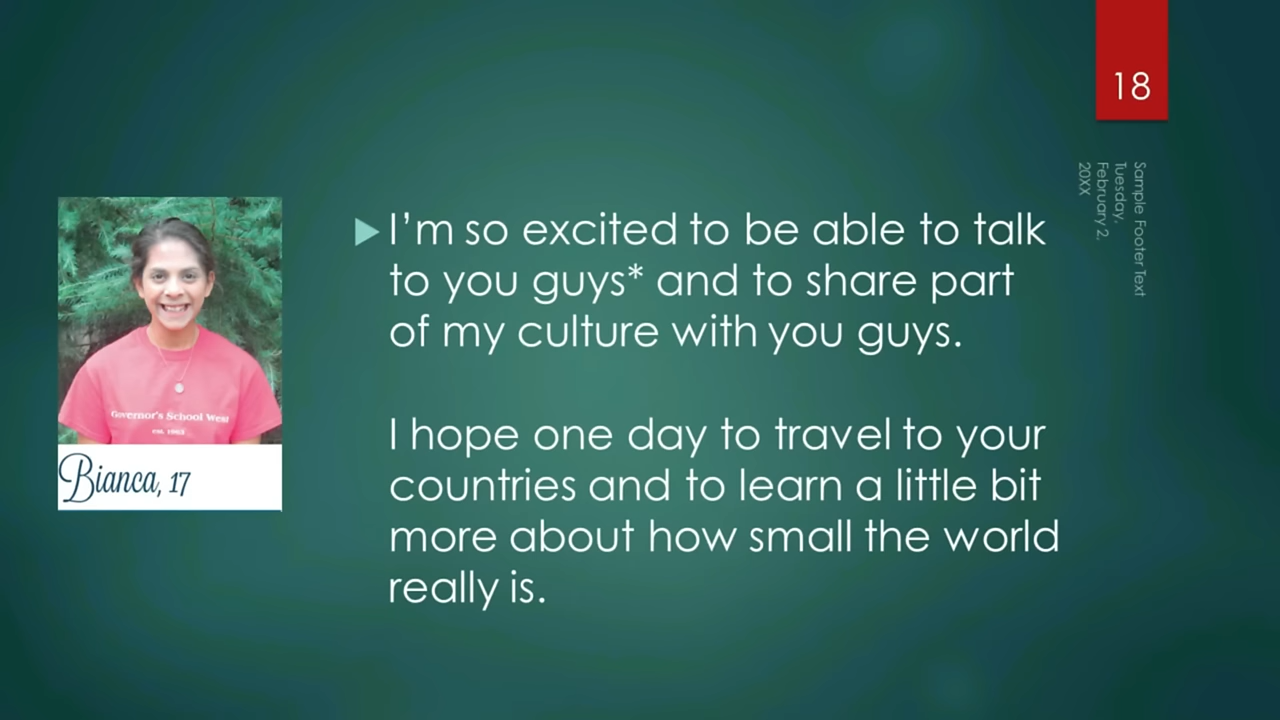 18
Sample Footer Text
Tuesday,
February 2,
20XX
I’m so excited to be able to talk
to you guys* and to share part
of my culture with you guys.
I hope one day to travel to your
countries and to learn a little bit
more about how small the world
really is.
Governor's School West
est. 1963
Bianca, 17